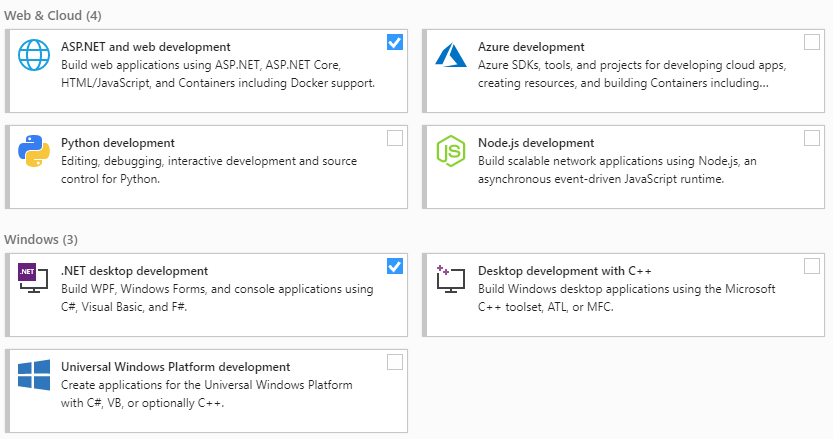 Web & Cloud (4)
ASP.NET and web development
Build web applications using ASP.NET, ASP.NET Core,
HTML/JavaScript, and Containers including Docker support.
Azure development
Azure SDKs, tools, and projects for developing cloud apps,
creating resources, and building Containers including...
Python development
Editing, debugging, interactive development and source
control for Python.
JS
Node.js development
Build scalable network applications using Node.js, an
asynchronous event-driven JavaScript runtime.
Windows (3)
.NET
.NET desktop development
Build WPF, Windows Forms, and console applications using
C#, Visual Basic, and F#.
Desktop development with C++
Build Windows desktop applications using the Microsoft
C++ toolset, ATL, or MFC.
Universal Windows Platform development
Create applications for the Universal Windows Platform
with C#, VB, or optionally C++.